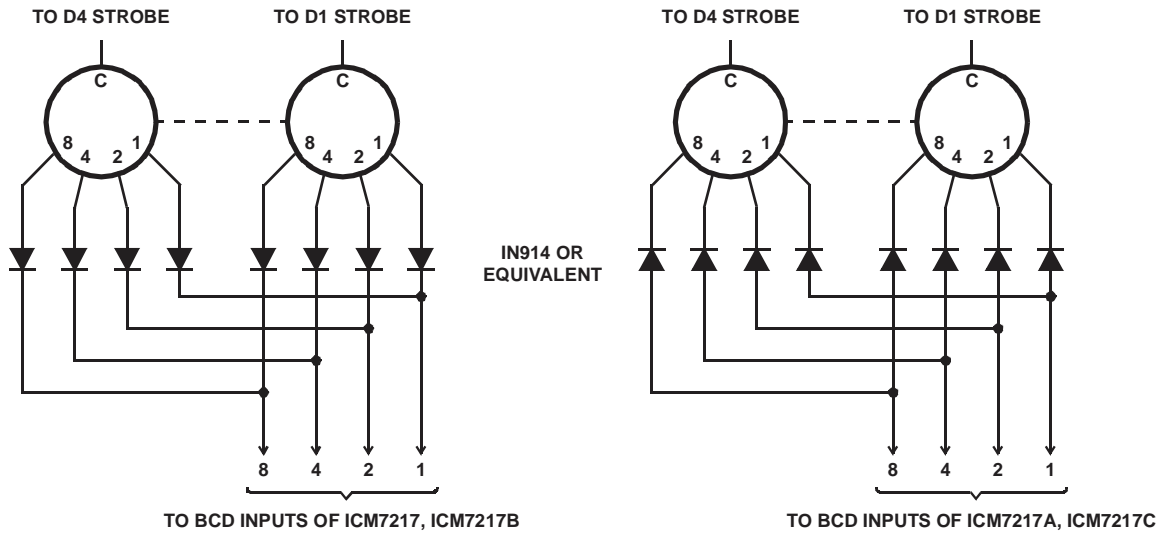 TO D4 STROBE
TO D1 STROBE
TO D4 STROBE
TO D1 STROBE
C
C
C
C
8 4 2 1
8 4 2 1
8 4 2 1
8 4 2 1
IN914 OR
EQUIVALENT
8 4 2 1
8 4 2 1
TO BCD INPUTS OF ICM7217, ICM7217B
TO BCD INPUTS OF ICM7217A, ICM7217C